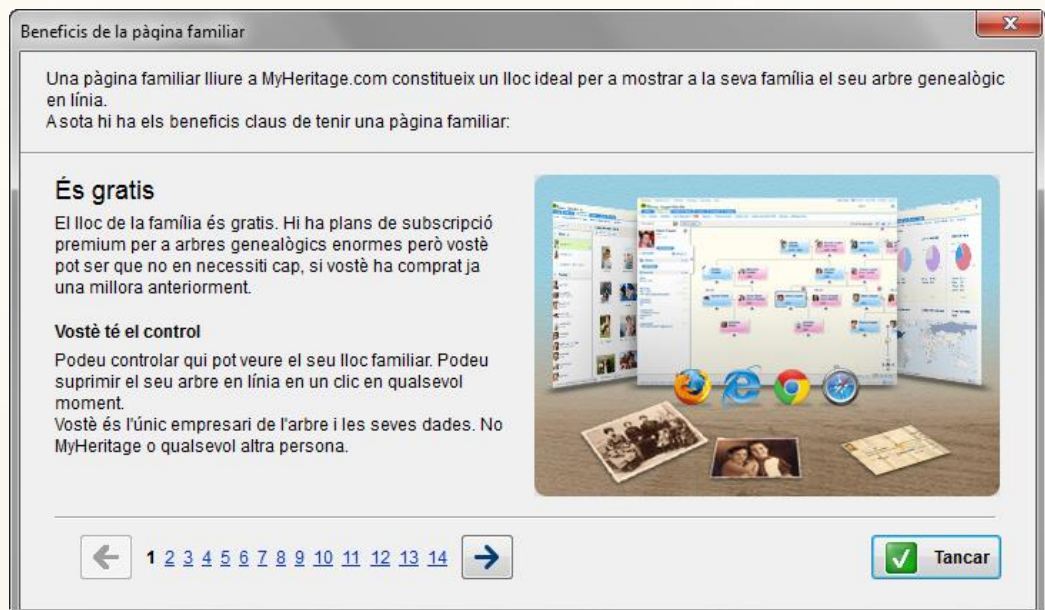 Beneficis de la pàgina familiar
Una pàgina familiar lliure a MyHeritage.com constitueix un lloc ideal per a mostrar a la seva família el seu arbre genealògic
en línia.
A sota hi ha els beneficis claus de tenir una pàgina familiar:
És gratis
El lloc de la família és gratis. Hi ha plans de subscripció
premium per a arbres genealògics enormes però vostè
pot ser que no en necessiti cap, si vostè ha comprat ja
una millora anteriorment.
Vostè té el control
Podeu controlar qui pot veure el seu lloc familiar. Podeu
suprimir el seu arbre en línia en un clic en qualsevol
moment.
Vostè és l'únic empresari de l'arbre i les seves dades. No
MyHeritage o qualsevol altra persona.
1 2 3 4 5 6 7 8 9 10 11 12 13 14
Tancar